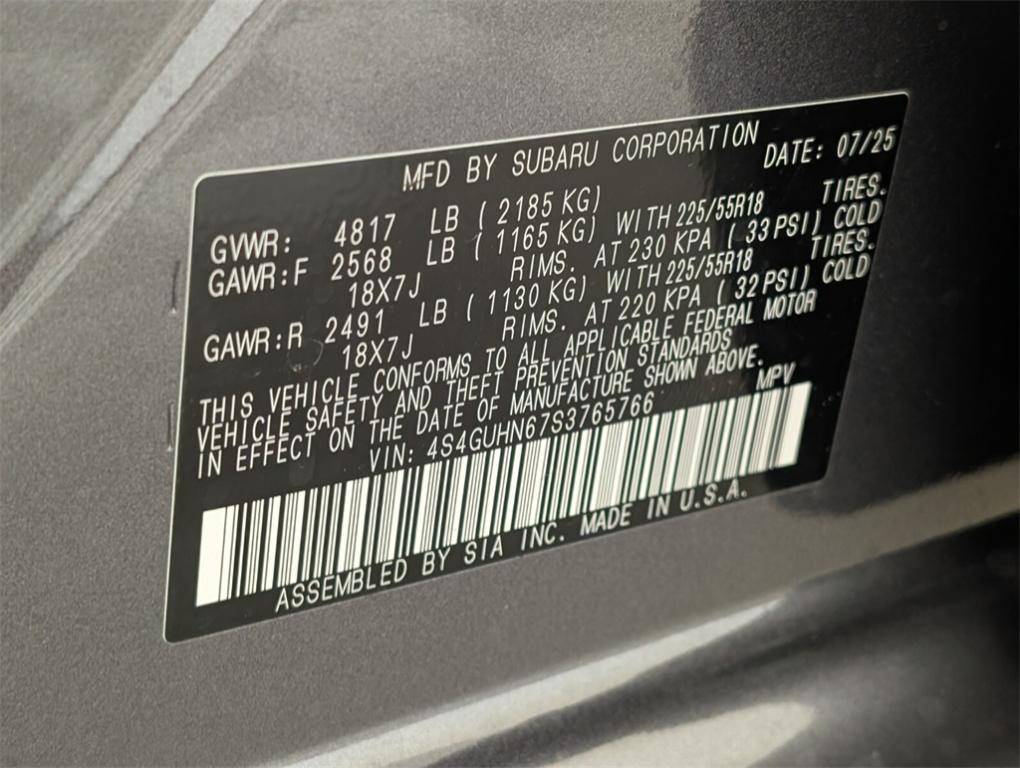 MFD BY SUBARU CORPORATION
DATE: 07/25
GVWR: 4817 LB ( 2185 KG)
GAWR:F 2568 LB ( 1165 KG) WITH 225/55R18 TIRES.
18X7J RIMS. AT 230 KPA ( 33 PSI) COLD
GAWR:R 2491 LB ( 1130 KG) WITH 225/55R18 TIRES.
18X7J RIMS. AT 220 KPA ( 32 PSI) COLD
THIS VEHICLE CONFORMS TO ALL APPLICABLE FEDERAL MOTOR
VEHICLE SAFETY AND THEFT PREVENTION STANDARDS
IN EFFECT ON THE DATE OF MANUFACTURE SHOWN ABOVE.
VIN: 4S4GUHN67S3765766 MPV
ASSEMBLED BY SIA INC. MADE IN U.S.A.